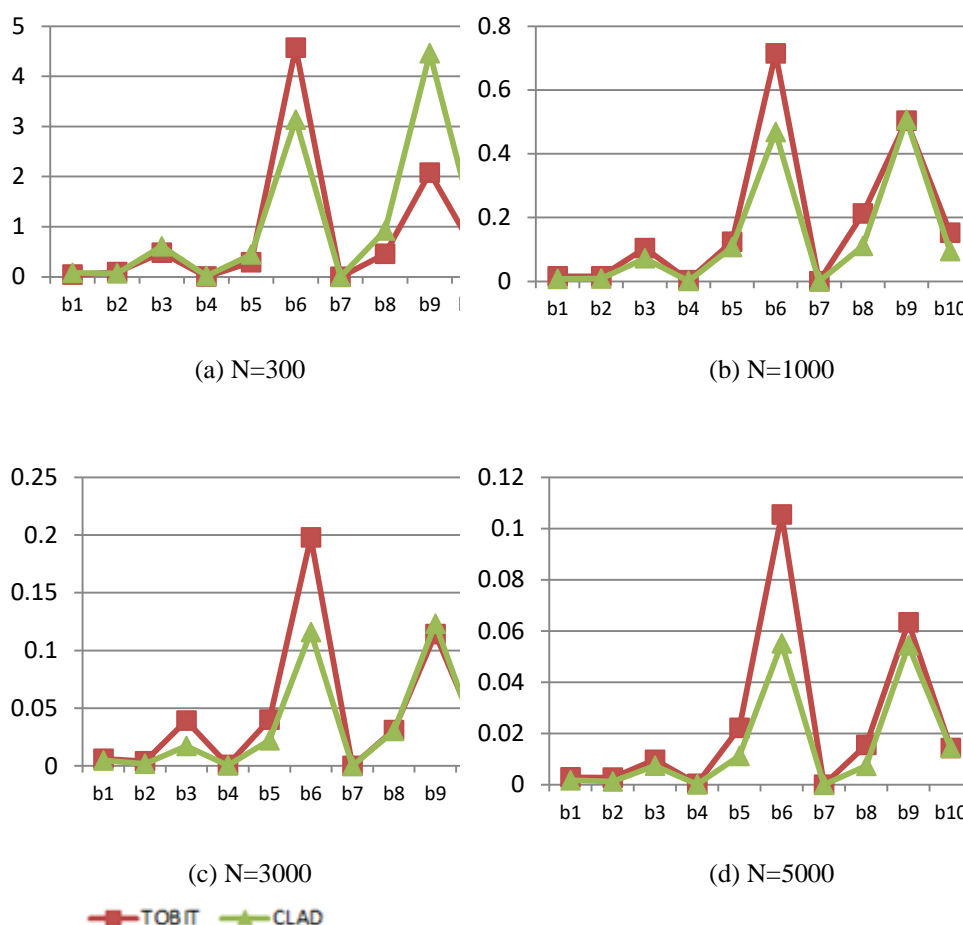 5
4
3
2
1
0
b1 b2 b3 b4 b5 b6 b7 b8 b9
(a) N=300
0.8
0.6
0.4
0.2
0
b1 b2 b3 b4 b5 b6 b7 b8 b9 b10
(b) N=1000
0.25
0.2
0.15
0.1
0.05
0
b1 b2 b3 b4 b5 b6 b7 b8 b9
(c) N=3000
0.12
0.1
0.08
0.06
0.04
0.02
0
b1 b2 b3 b4 b5 b6 b7 b8 b9 b10
(d) N=5000
TOBIT CLAD